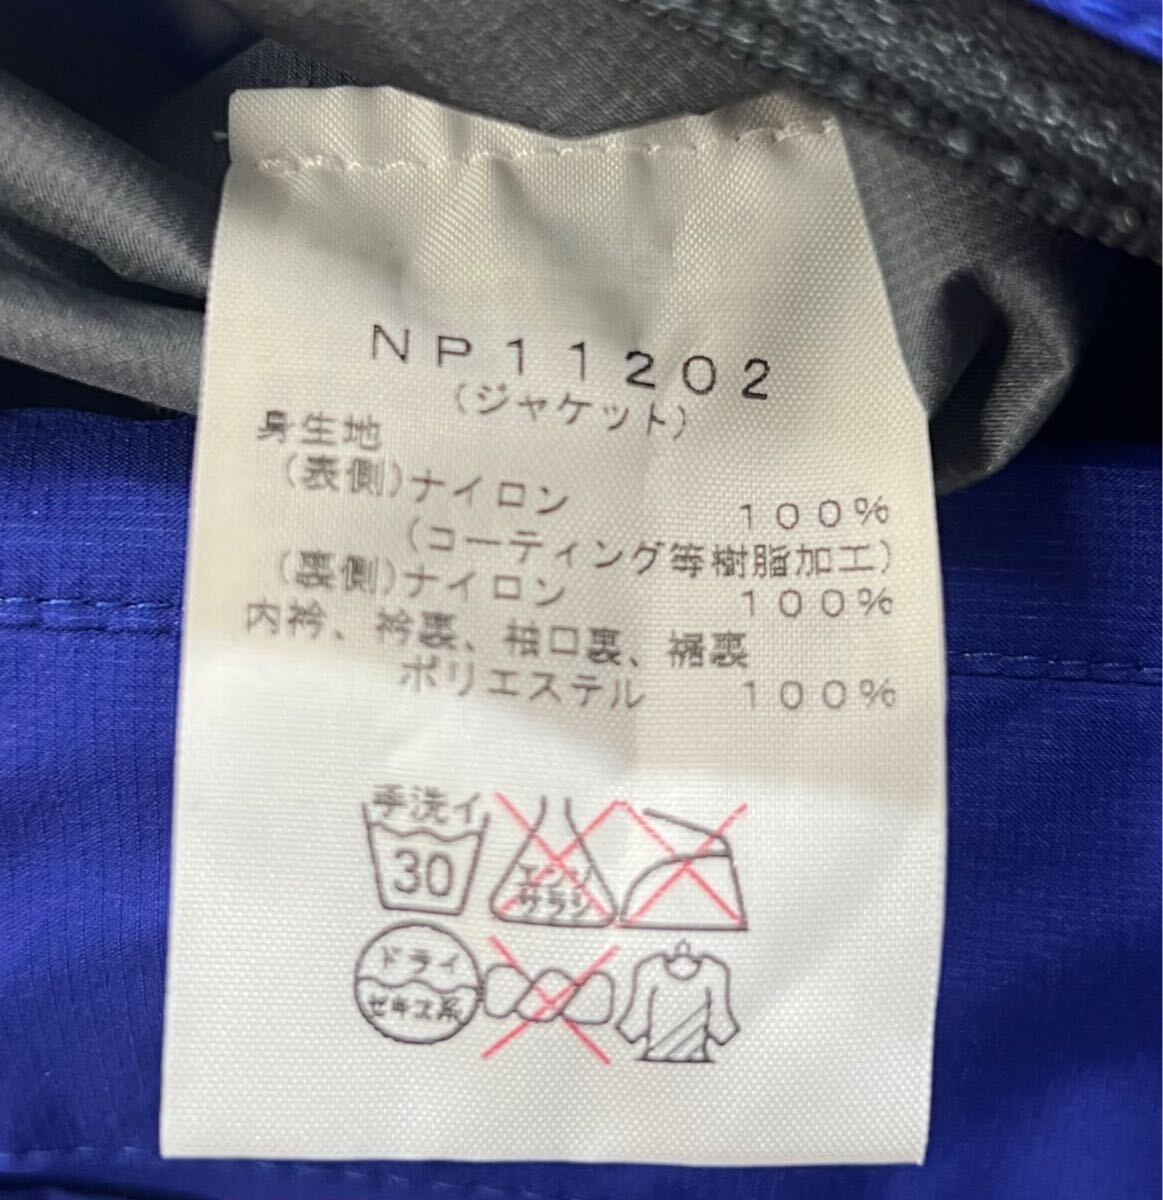 NP11202
(ジャケット)
身生地
(表側)ナイロン 100%
(コーティング等樹脂加工)
(裏側)ナイロン 100%
内衿、衿裏、袖口裏、裾裏
ポリエステル 100%
手洗イ
30
エンソ
サラシ
ドライ
セキユ系